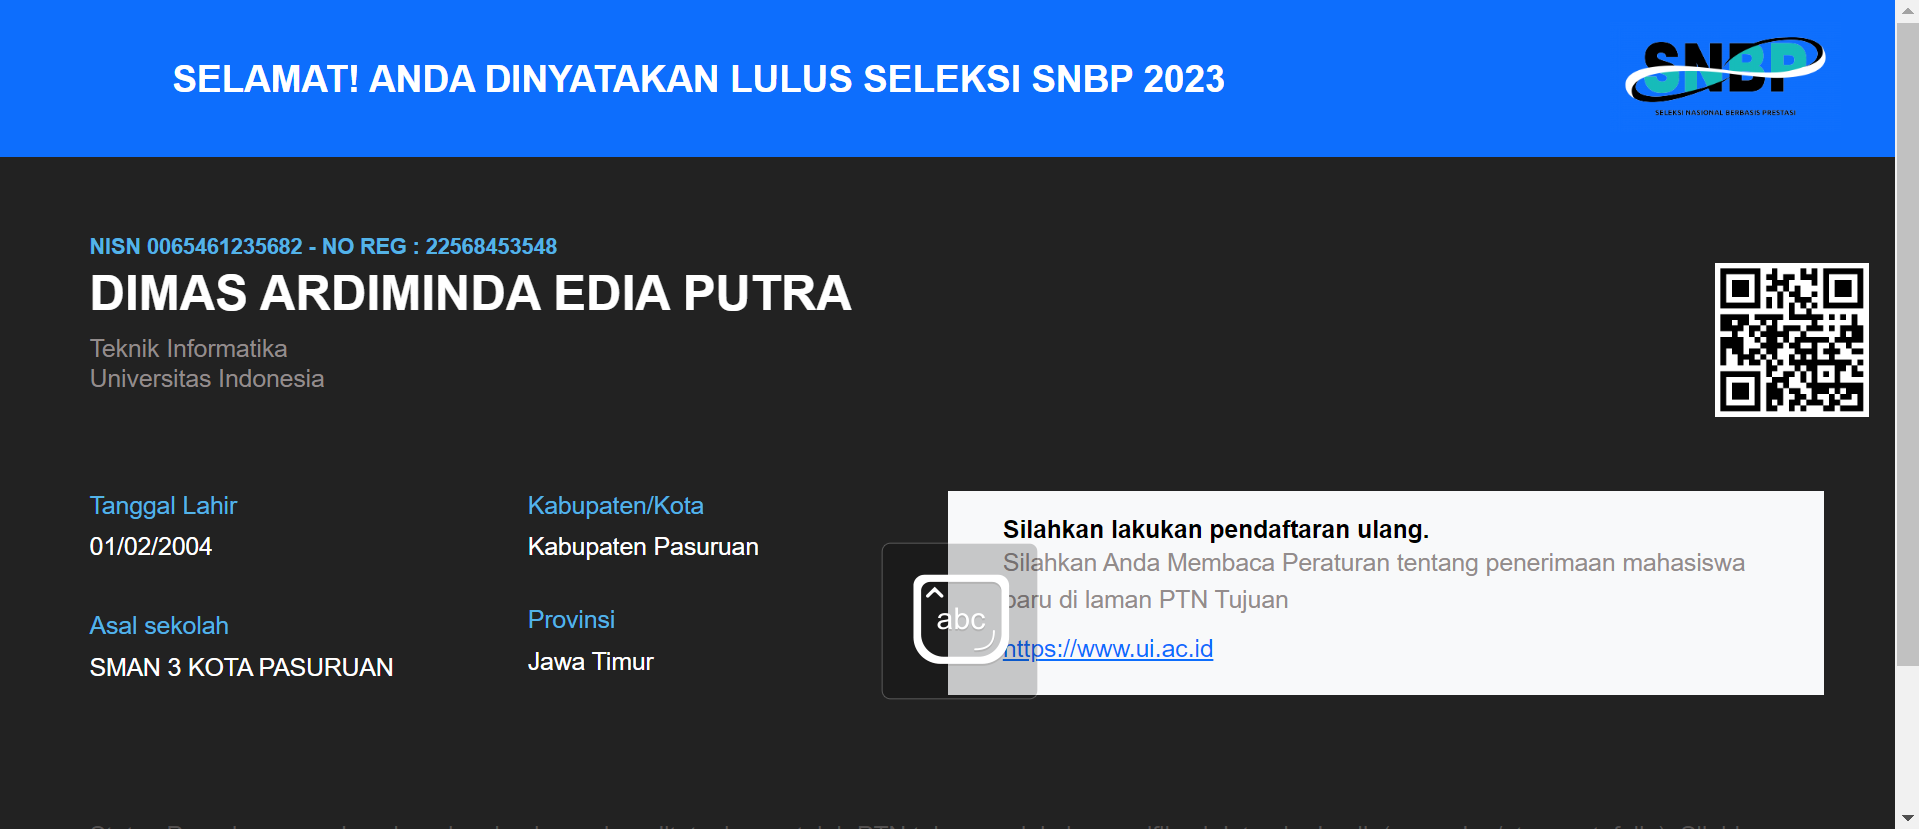 SELAMAT! ANDA DINYATAKAN LULUS SELEKSI SNBP 2023
SNBP
SELEKSI NASIONAL BERBASIS PRESTASI
NISN 0065461235682 - NO REG : 22568453548
DIMAS ARDIMINDA EDIA PUTRA
Teknik Informatika
Universitas Indonesia
Tanggal Lahir
01/02/2004
Asal sekolah
SMAN 3 KOTA PASURUAN
Kabupaten/Kota
Kabupaten Pasuruan
Provinsi
Jawa Timur
Silahkan lakukan pendaftaran ulang.
Silahkan Anda Membaca Peraturan tentang penerimaan mahasiswa
baru di laman PTN Tujuan
https://www.ui.ac.id
abc